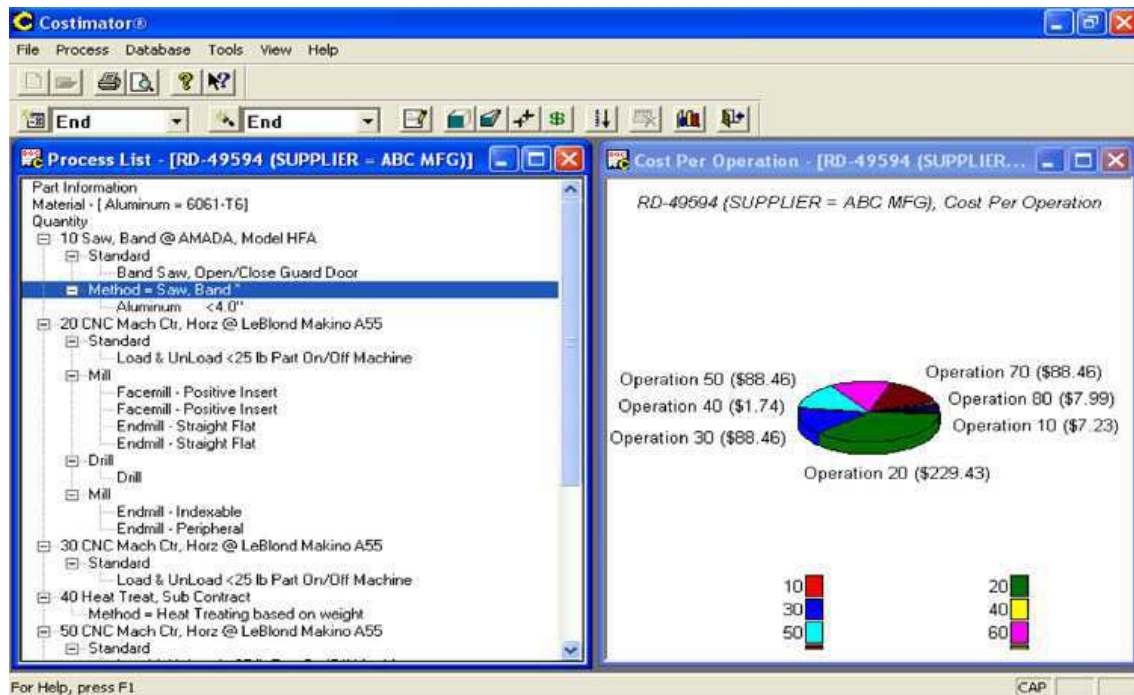 Costimator®
File Process Database Tools View Help
End End
Process List - [RD-49594 (SUPPLIER = ABC MFG)]
Part Information
Material - [ Aluminum = 6061-T6]
Quantity
10 Saw, Band @ AMADA, Model HFA
Standard
Band Saw, Open/Close Guard Door
Method = Saw, Band *
Aluminum <4.0"
20 CNC Mach Ctr, Horz @ LeBlond Makino A55
Standard
Load & UnLoad <25 lb Part On/Off Machine
Mill
Facemill - Positive Insert
Facemill - Positive Insert
Endmill - Straight Flat
Endmill - Straight Flat
Drill
Drill
Mill
Endmill - Indexable
Endmill - Peripheral
30 CNC Mach Ctr, Horz @ LeBlond Makino A55
Standard
Load & UnLoad <25 lb Part On/Off Machine
40 Heat Treat, Sub Contract
Method = Heat Treating based on weight
50 CNC Mach Ctr, Horz @ LeBlond Makino A55
Standard
Cost Per Operation - [RD-49594 (SUPPLIER...
RD-49594 (SUPPLIER = ABC MFG), Cost Per Operation
Operation 50 ($88.46)
Operation 70 ($88.46)
Operation 40 ($1.74)
Operation 80 ($7.99)
Operation 30 ($88.46)
Operation 10 ($7.23)
Operation 20 ($229.43)
10 20
30 40
50 60
For Help, press F1
CAP